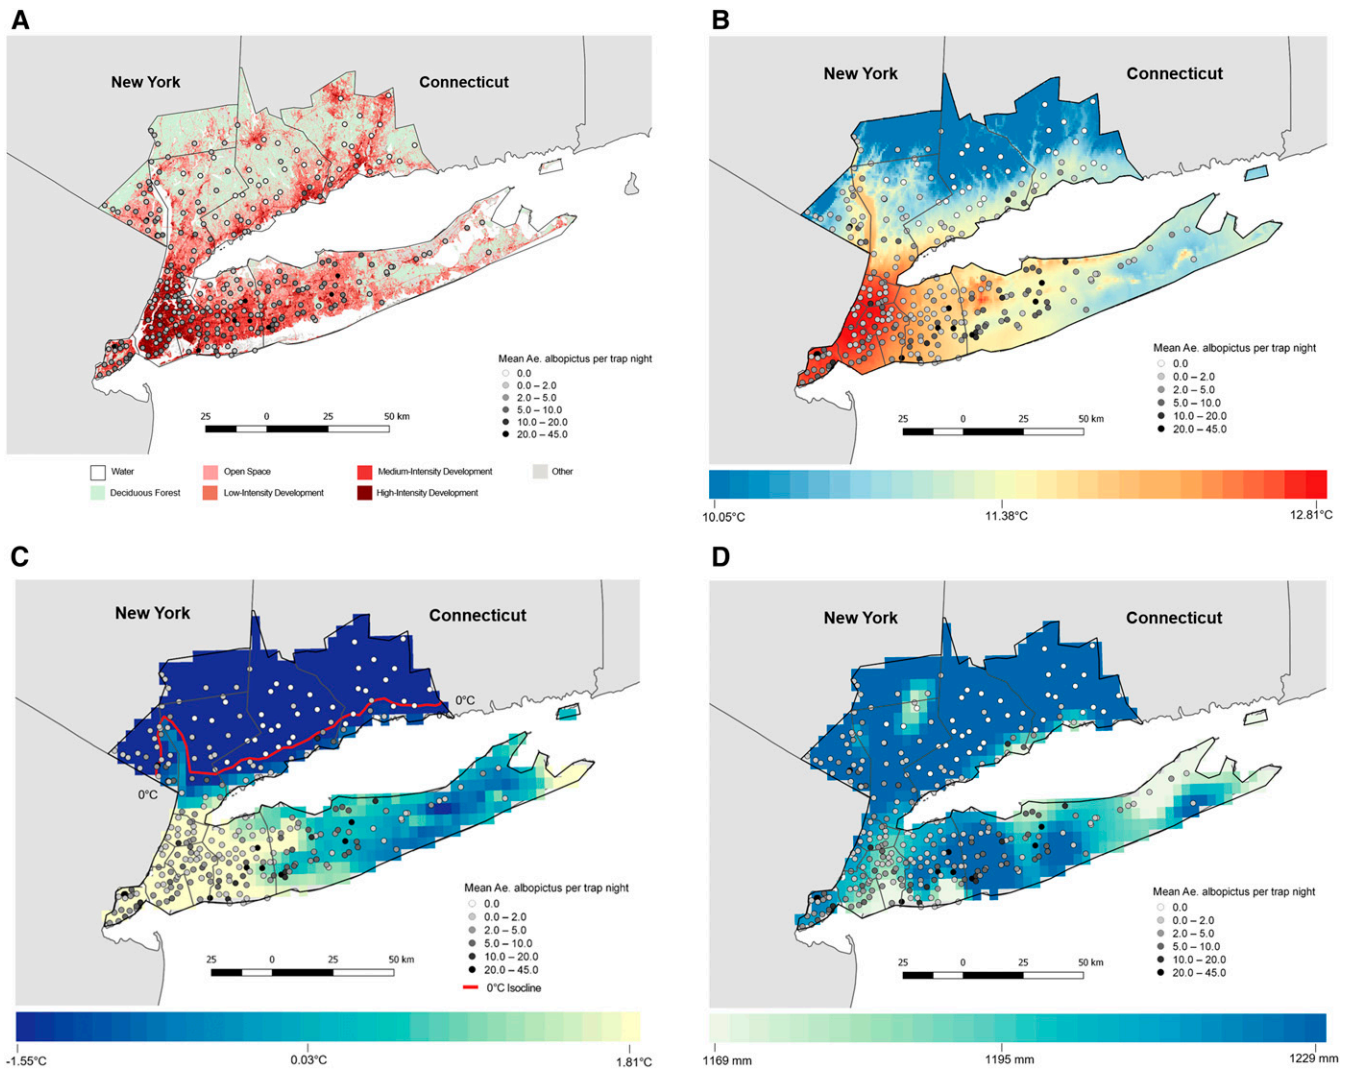 A
New York
Connecticut
Mean Ae. albopictus per trap night
0.0
0.0 – 2.0
2.0 – 5.0
5.0 – 10.0
10.0 – 20.0
20.0 – 45.0
25 0 25 50 km
Water
Open Space
Medium-Intensity Development
Other
Deciduous Forest
Low-Intensity Development
High-Intensity Development
B
New York
Connecticut
Mean Ae. albopictus per trap night
0.0
0.0 – 2.0
2.0 – 5.0
5.0 – 10.0
10.0 – 20.0
20.0 – 45.0
25 0 25 50 km
10.05°C 11.38°C 12.81°C
C
New York
Connecticut
0°C
0°C
Mean Ae. albopictus per trap night
0.0
0.0 – 2.0
2.0 – 5.0
5.0 – 10.0
10.0 – 20.0
20.0 – 45.0
0°C Isocline
25 0 25 50 km
-1.55°C 0.03°C 1.81°C
D
New York
Connecticut
Mean Ae. albopictus per trap night
0.0
0.0 – 2.0
2.0 – 5.0
5.0 – 10.0
10.0 – 20.0
20.0 – 45.0
25 0 25 50 km
1169 mm 1195 mm 1229 mm